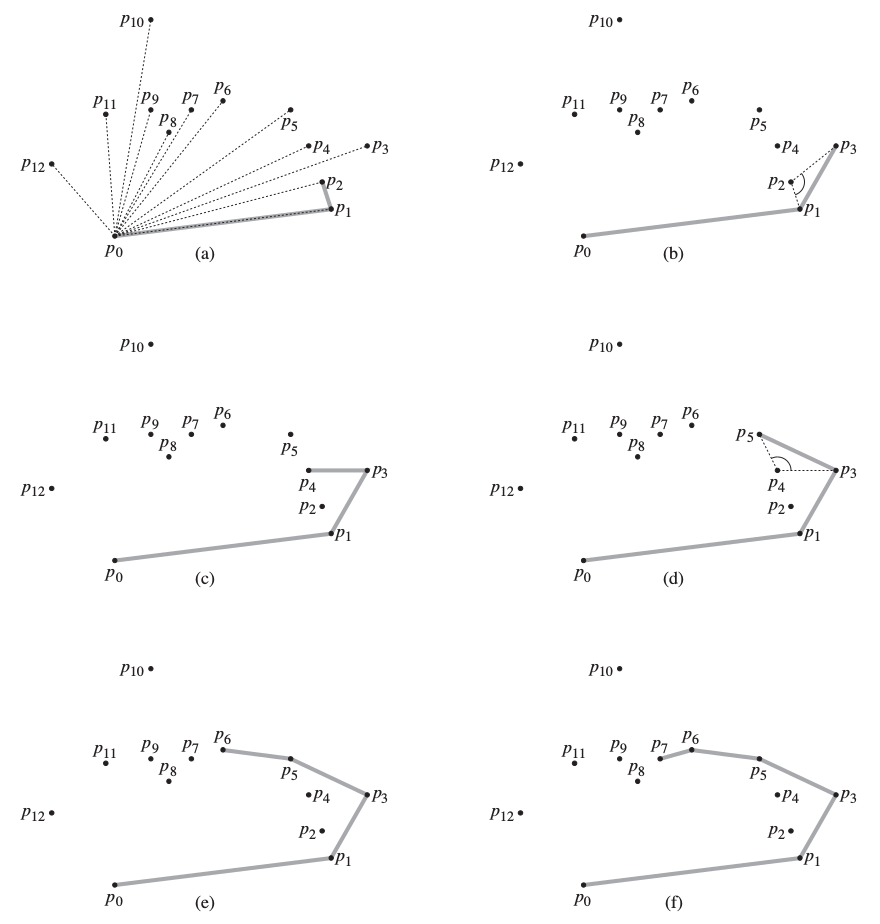 p10 p10
p11 p9 p7 p6 p11 p9 p7 p6
p8 p5 p8 p5
p4 p3 p4 p3
p12 p2 p12 p2
p1 p1
p0 (a) p0 (b)
p10 p10
p11 p9 p7 p6 p11 p9 p7 p6 p5
p8 p5 p8
p4 p3 p4 p3
p12 p2 p12 p2
p1 p1
p0 (c) p0 (d)
p10 p10
p11 p9 p7 p6 p11 p9 p7 p6
p8 p5 p8 p5
p4 p3 p4 p3
p12 p2 p12 p2
p1 p1
p0 (e) p0 (f)